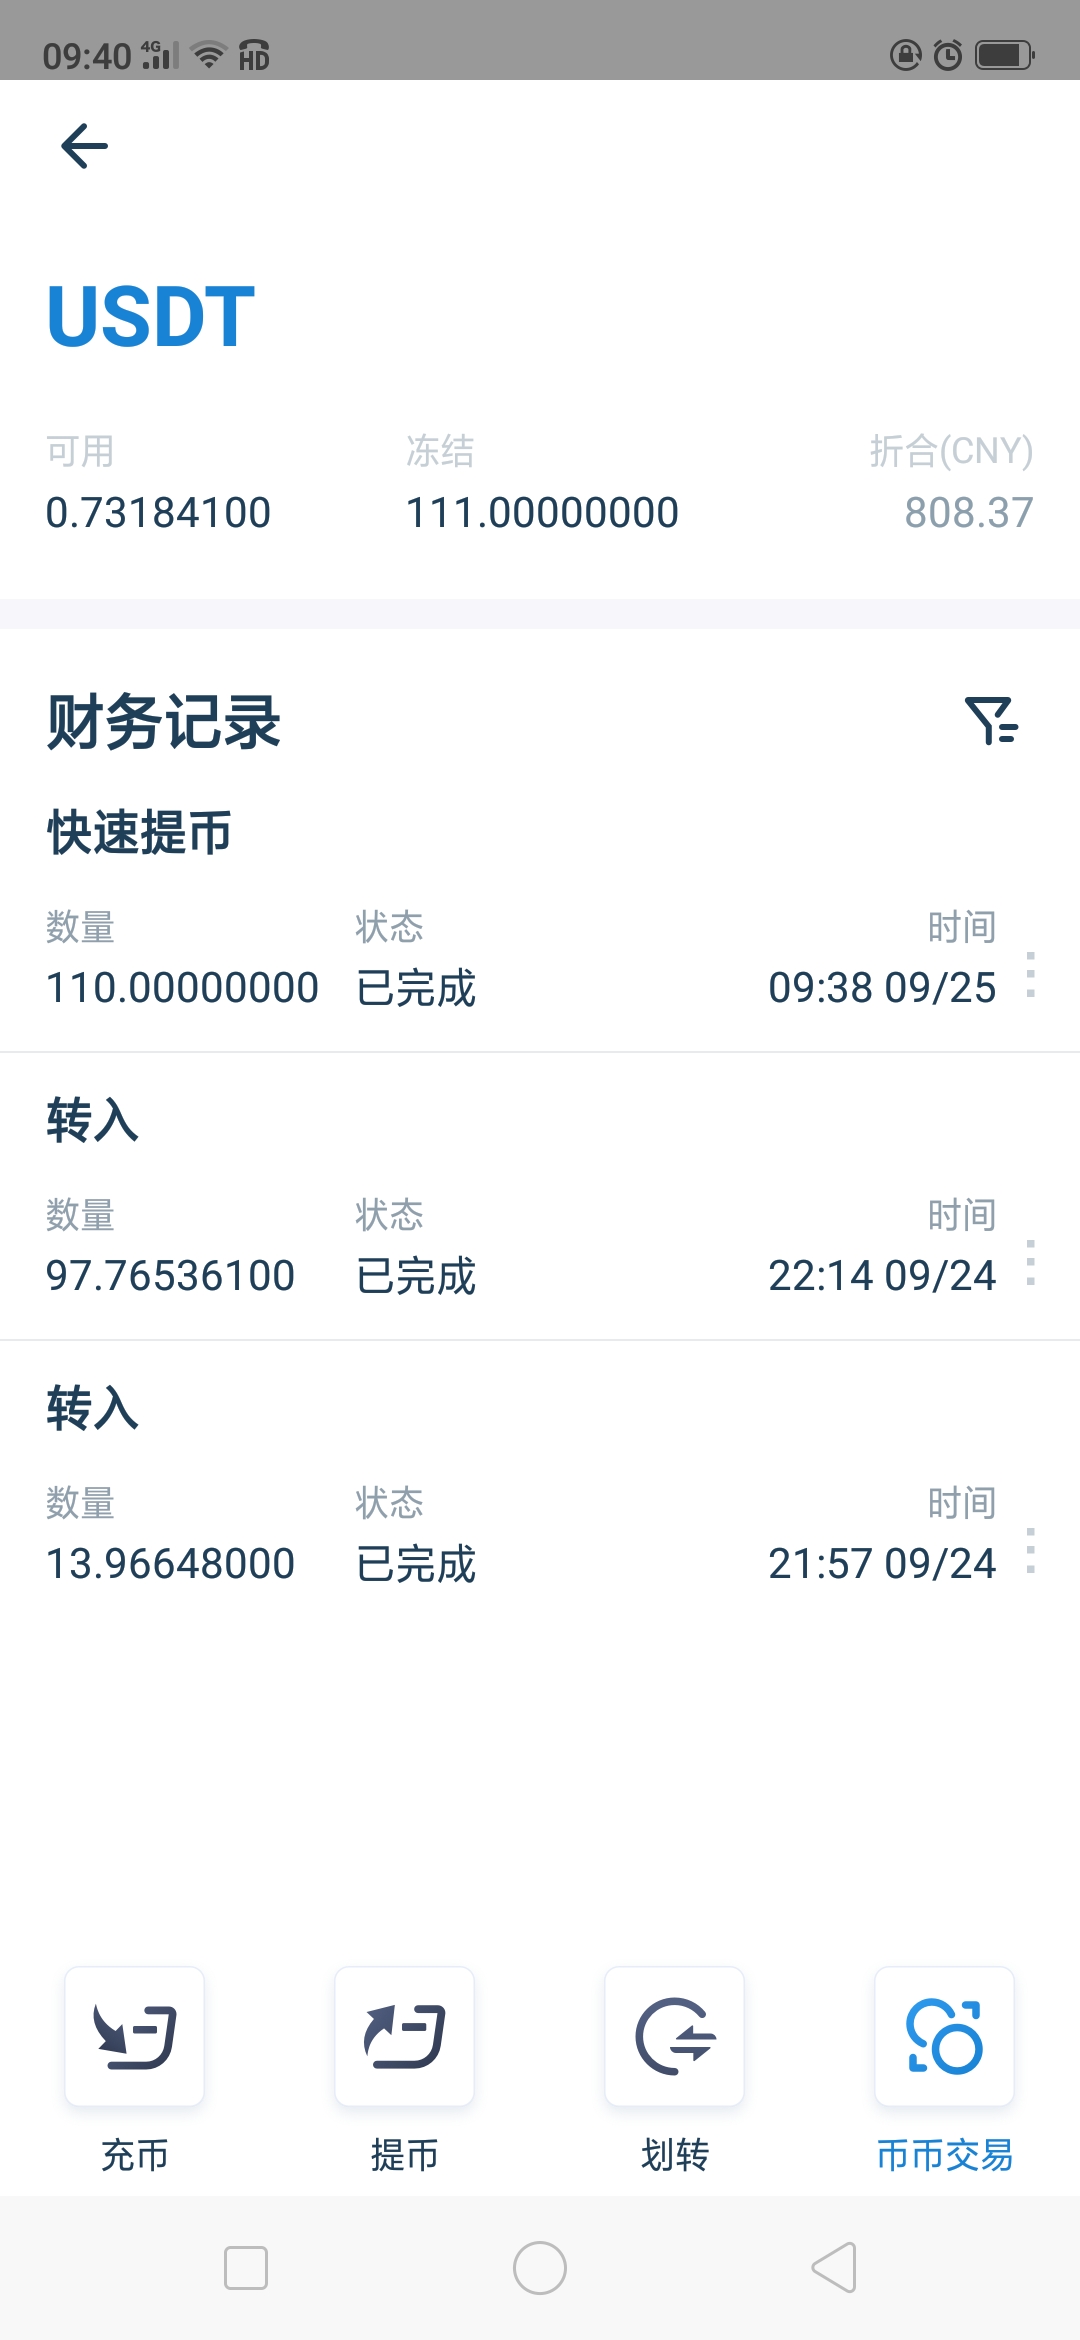 09:40 4G HD
USDT
可用 冻结 折合(CNY)
0.73184100 111.00000000 808.37
财务记录
快速提币
数量 状态 时间
110.00000000 已完成 09:38 09/25
转入
数量 状态 时间
97.76536100 已完成 22:14 09/24
转入
数量 状态 时间
13.96648000 已完成 21:57 09/24
充币 提币 划转 币币交易